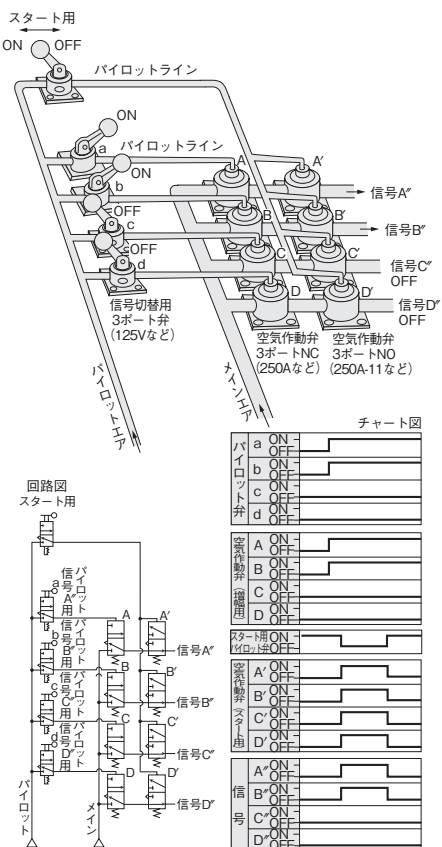 スタート用
ON OFF
パイロットライン
ON
a パイロットライン
ON
A A′
b
信号A″
OFF
B B′
c
信号B″
OFF
C C′
d
信号C″
OFF
D D′
信号D″
OFF
信号切替用
3ポート弁
(125Vなど)
空気作動弁
3ポートNC
(250Aなど)
空気作動弁
3ポートNO
(250A-11など)
パイロットエア
メインエア
チャート図
パイロット弁
a ON OFF
b ON OFF
c ON OFF
d ON OFF
空気作動弁(増幅用)
A ON OFF
B ON OFF
C ON OFF
D ON OFF
スタート用パイロット弁 ON OFF
空気作動弁(スタート用)
A′ ON OFF
B′ ON OFF
C′ ON OFF
D′ ON OFF
信号
A″ ON OFF
B″ ON OFF
C″ ON OFF
D″ ON OFF
回路図
スタート用
a 信号A″用パイロット
A A′
信号A″
b 信号B″用パイロット
B B′
信号B″
c 信号C″用パイロット
C C′
信号C″
d 信号D″用パイロット
D D′
信号D″
パイロット
メイン